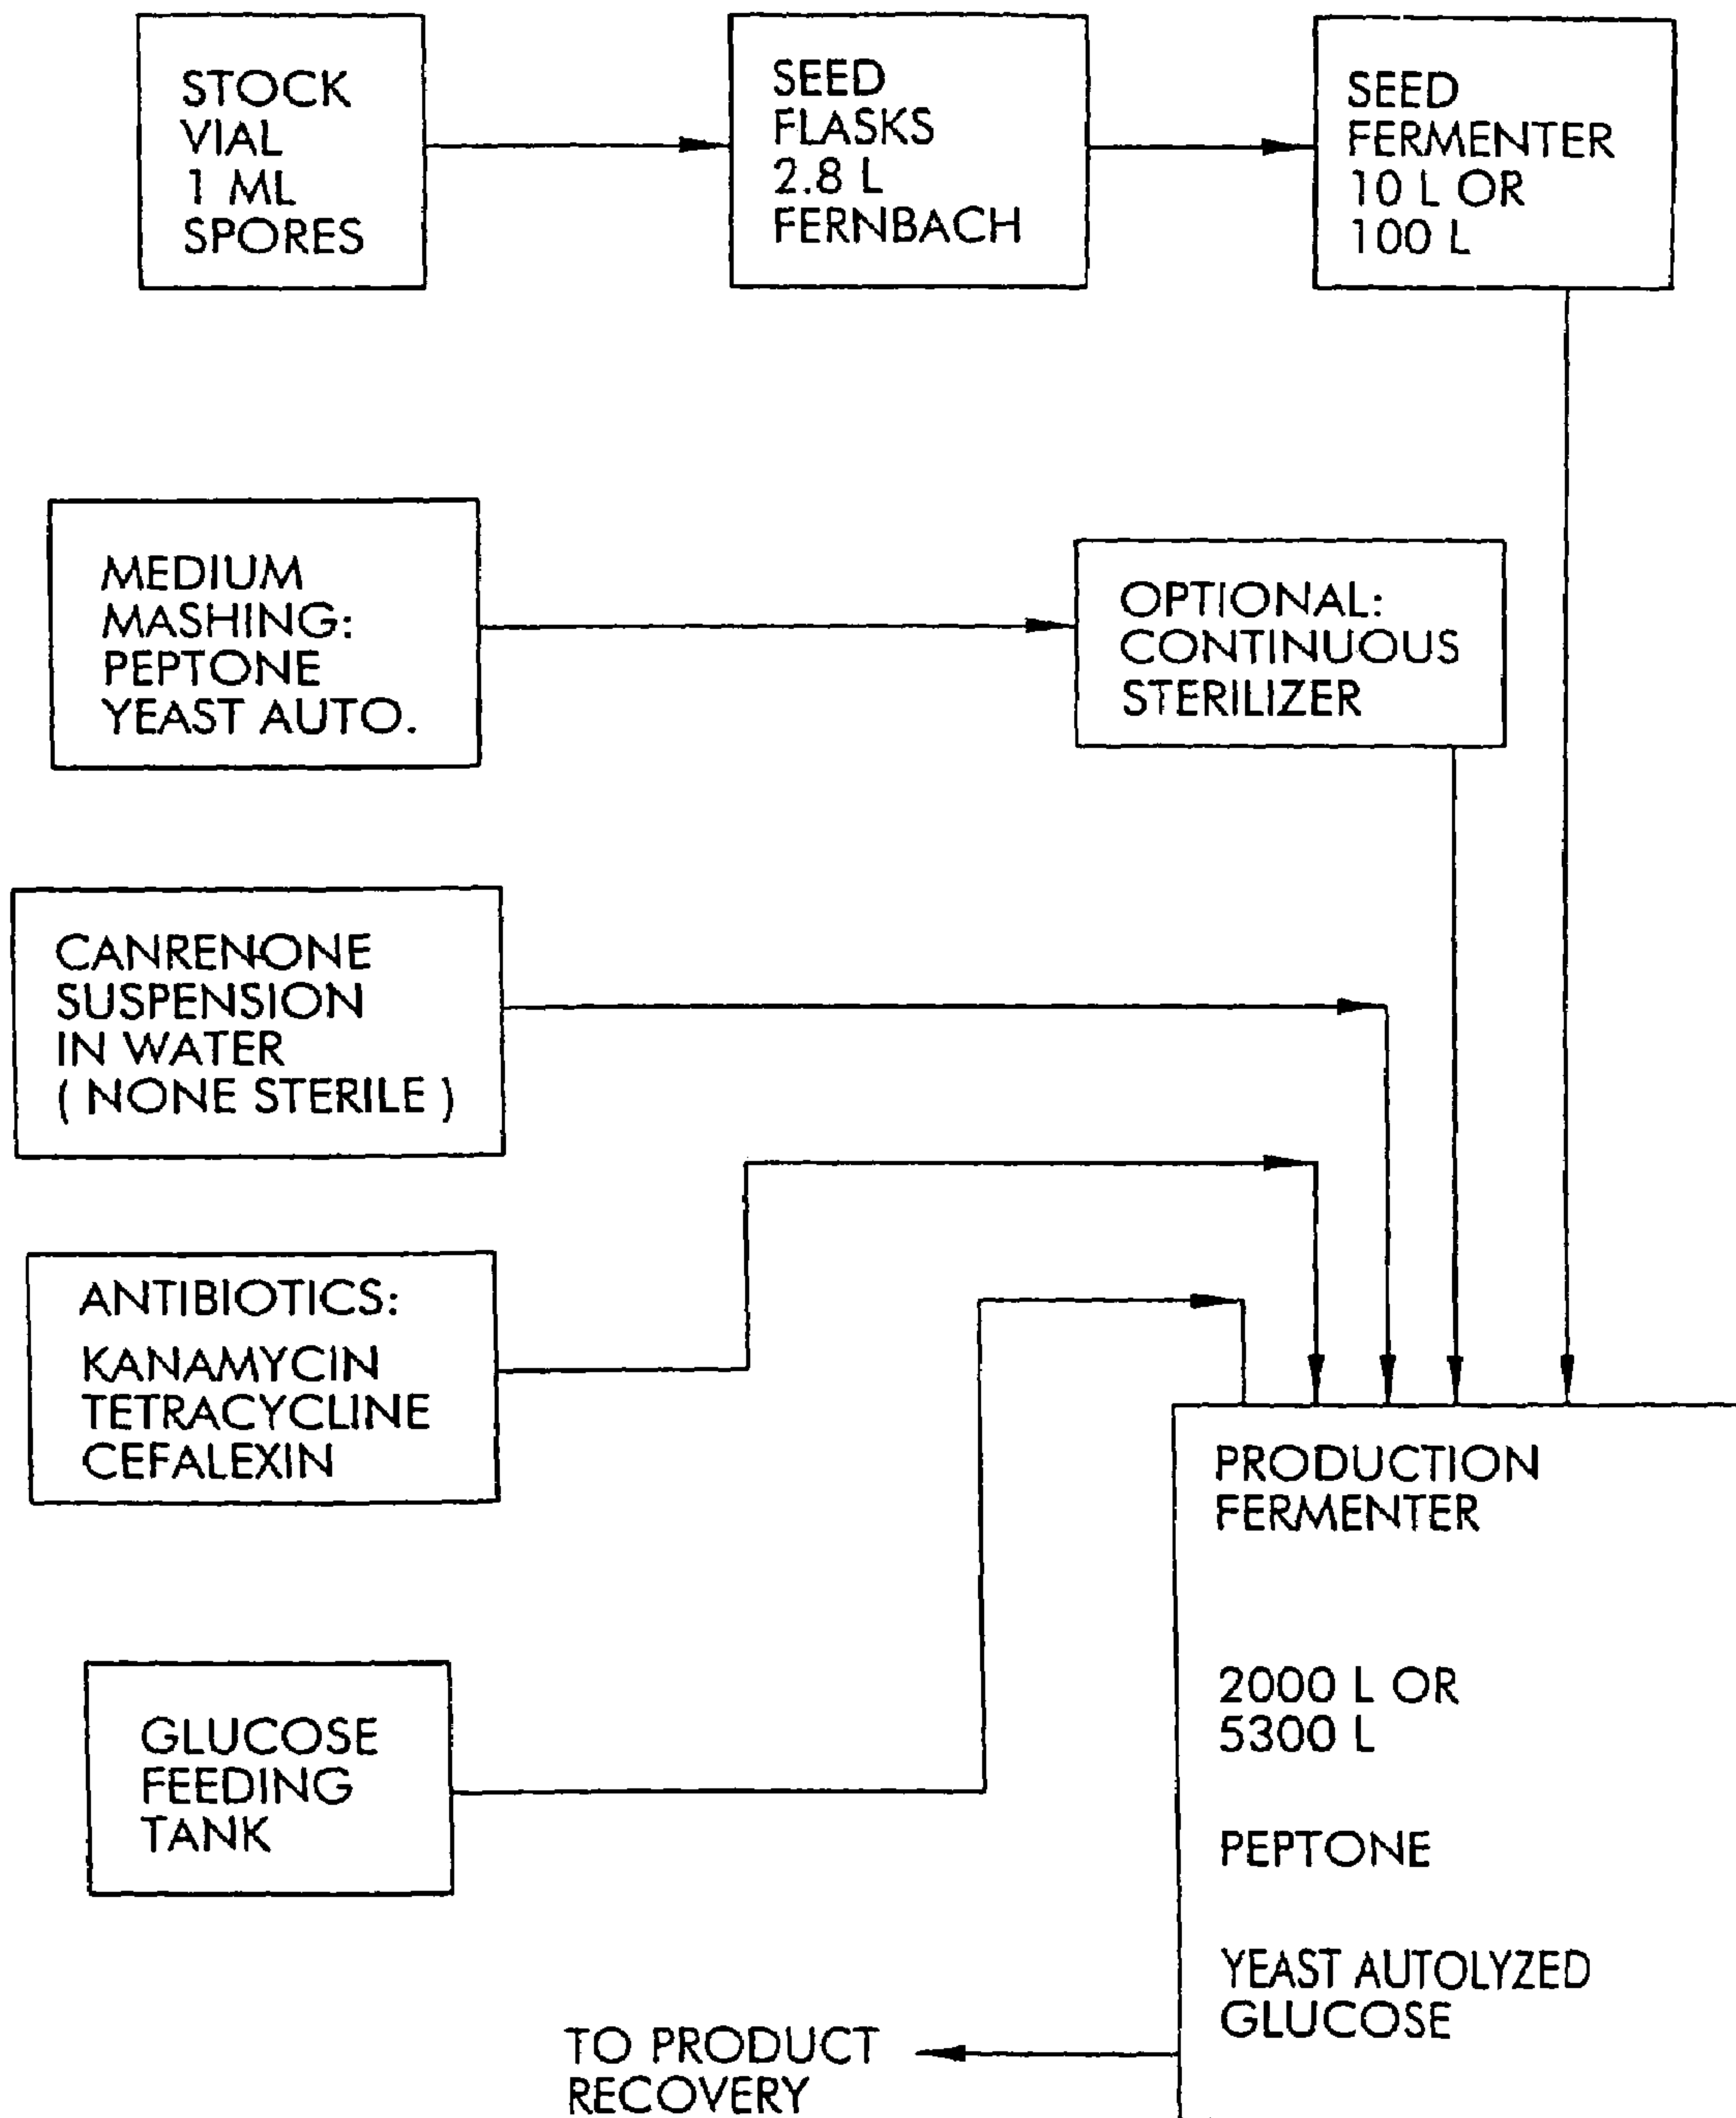 STOCK
VIAL
1 ML
SPORES
SEED
FLASKS
2.8 L
FERNBACH
SEED
FERMENTER
10 L OR
100 L
MEDIUM
MASHING:
PEPTONE
YEAST AUTO.
OPTIONAL:
CONTINUOUS
STERILIZER
CANRENONE
SUSPENSION
IN WATER
( NONE STERILE )
ANTIBIOTICS:
KANAMYCIN
TETRACYCLINE
CEFALEXIN
GLUCOSE
FEEDING
TANK
PRODUCTION
FERMENTER
2000 L OR
5300 L
PEPTONE
YEAST AUTOLYZED
GLUCOSE
TO PRODUCT
RECOVERY